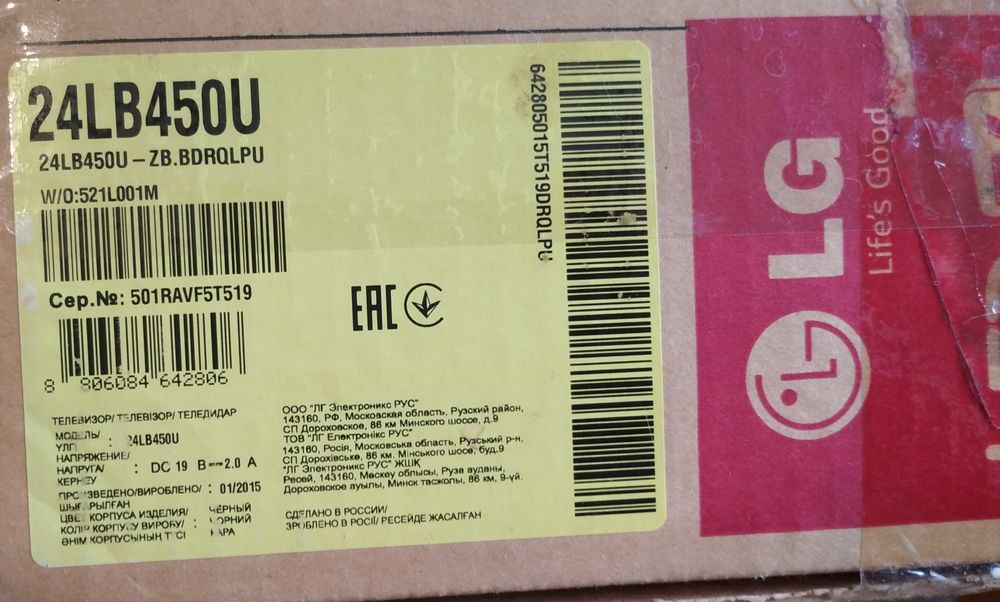 24LB450U
24LB450U-ZB.BDRQLPU
W/O:521L001M
Сер.№: 501RAVF5T519
8 806084 642806
642805015T519DRQLPU
EAC
ТЕЛЕВИЗОР/ ТЕЛЕВІЗОР/ ТЕЛЕДИДАР
МОДЕЛЬ/
ҮЛГІ : 24LB450U
НАПРЯЖЕНИЕ/
НАПРУГА/ : DC 19 В 2.0 A
КЕРНЕУ
ПРОИЗВЕДЕНО/ВИРОБЛЕНО/ : 01/2015
ШЫҒАРЫЛҒАН
ЦВЕТ КОРПУСА ИЗДЕЛИЯ/ ЧЁРНЫЙ
КОЛІР КОРПУСУ ВИРОБУ/ : ЧОРНИЙ
ӨНІМ КОРПУСЫНЫҢ ТҮСІ ҚАРА
ООО "ЛГ Электроникс РУС"
143160, РФ, Московская область, Рузский район,
СП Дороховское, 86 км Минского шоссе, д.9
ТОВ "ЛГ Електронікс РУС"
143160, Росія, Московська область, Рузський р-н,
СП Дорохівське, 86 км. Мінського шосе, буд.9
"ЛГ Электроникс РУС" ЖШҚ
Ресей, 143160, Мәскеу облысы, Руза ауданы,
Дороховское ауылы, Минск тасжолы, 86 км, 9-үй.
СДЕЛАНО В РОССИИ/
ЗРОБЛЕНО В РОСІЇ/ РЕСЕЙДЕ ЖАСАЛҒАН
LG
Life's Good